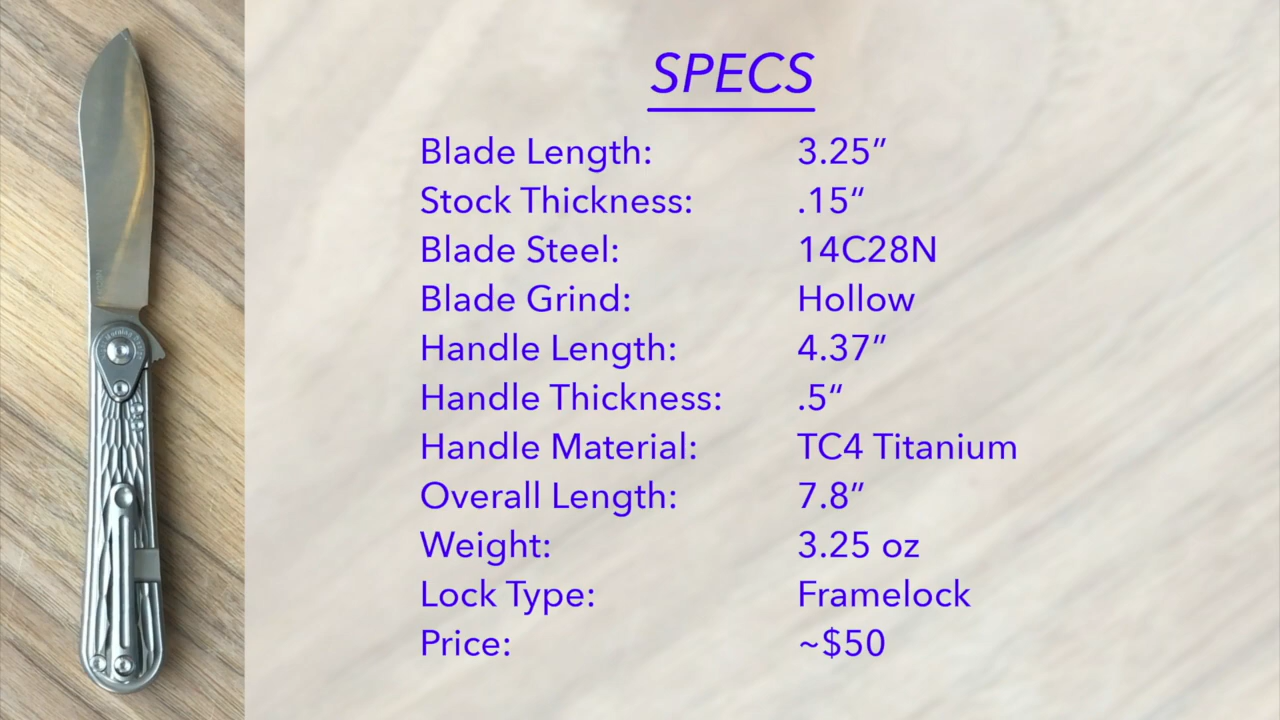 SPECS
Blade Length: 3.25”
Stock Thickness: .15“
Blade Steel: 14C28N
Blade Grind: Hollow
Handle Length: 4.37”
Handle Thickness: .5“
Handle Material: TC4 Titanium
Overall Length: 7.8”
Weight: 3.25 oz
Lock Type: Framelock
Price: ~$50